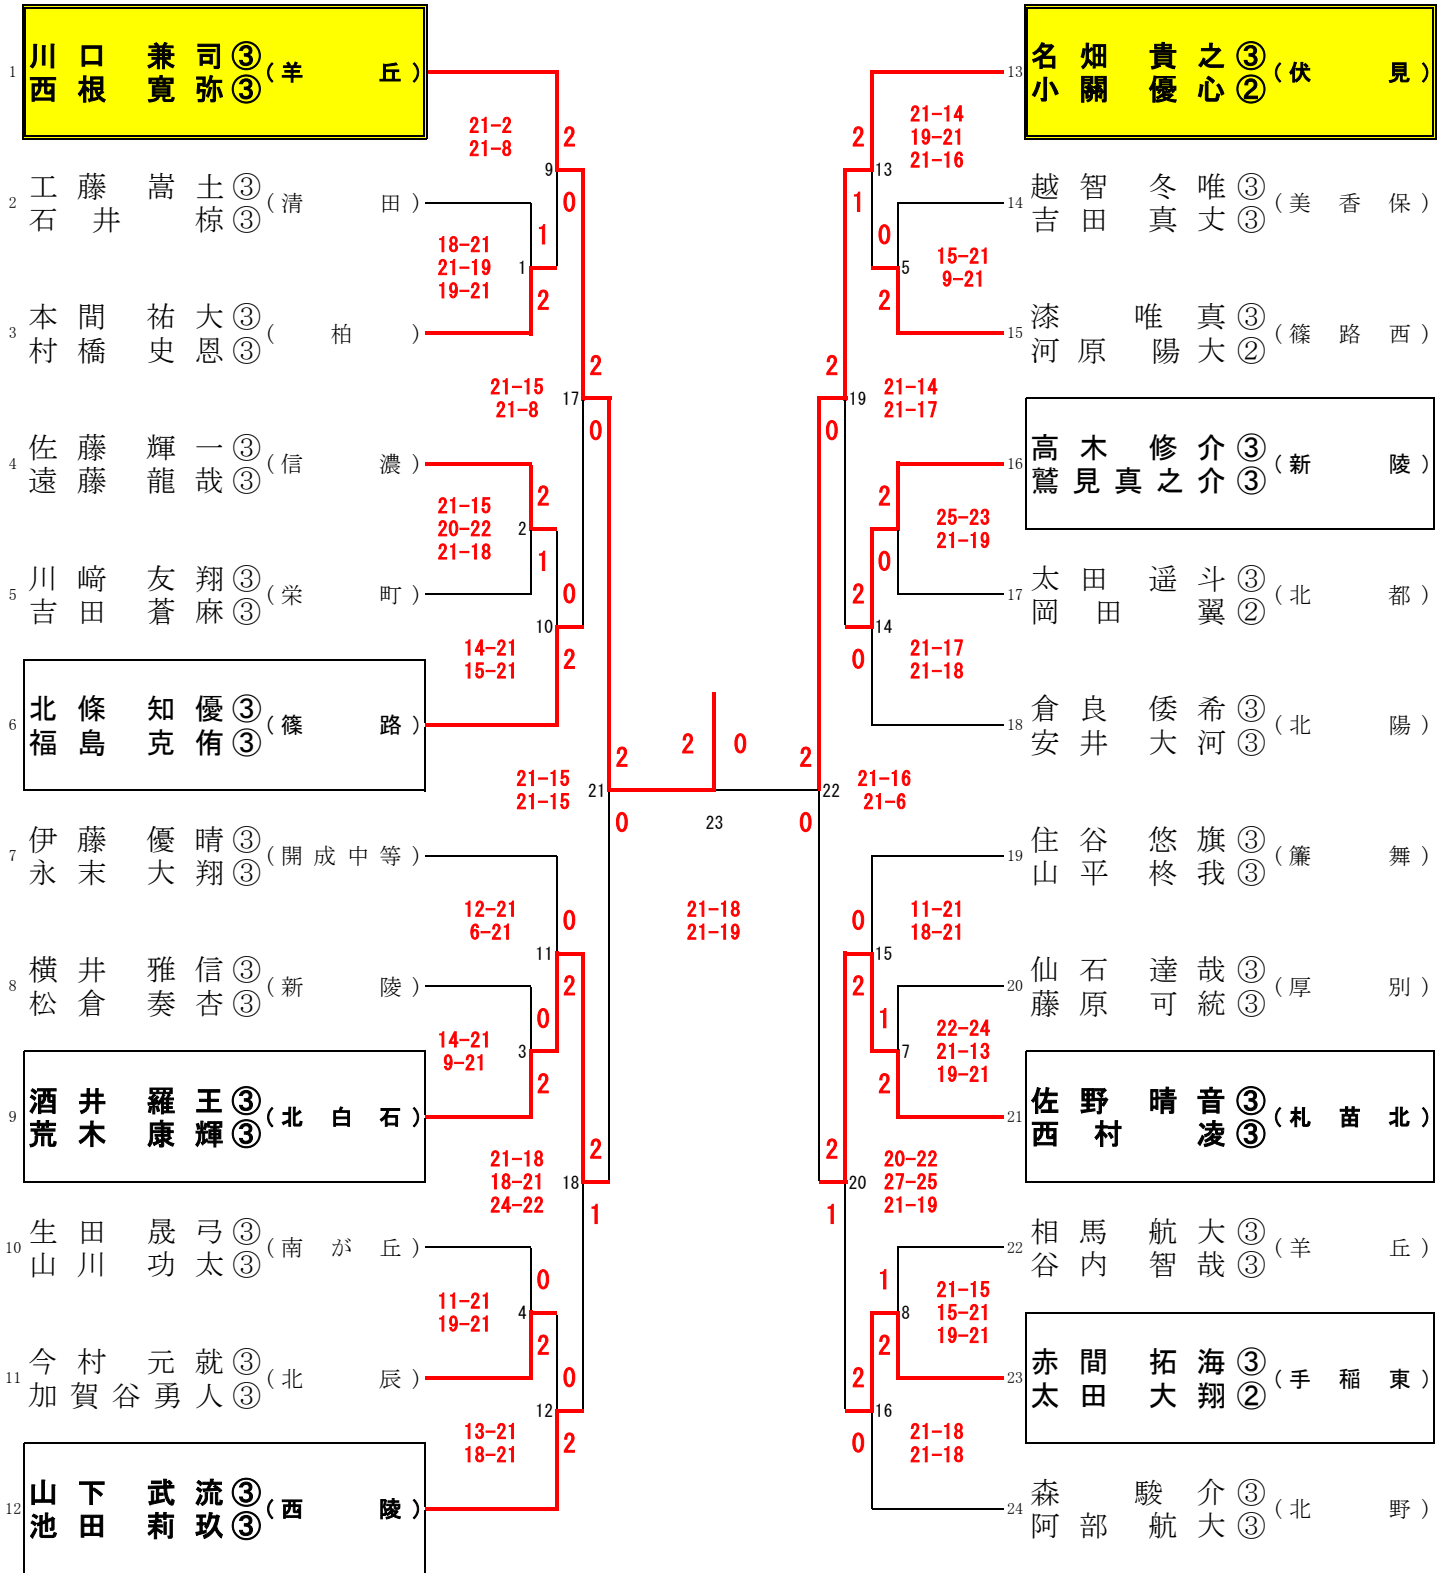 1 川口 兼司③ (羊丘)
西根 寛弥③
2 工藤 嵩土③ (清田)
石井 椋③
3 本間 祐大③ (柏)
村橋 史恩③
4 佐藤 輝一③ (信濃)
遠藤 龍哉③
5 川﨑 友翔③ (栄町)
吉田 蒼麻③
6 北條 知優③ (篠路)
福島 克侑③
7 伊藤 優晴③ (開成中等)
永末 大翔③
8 横井 雅信③ (新陵)
松倉 奏杏③
9 酒井 羅王③ (北白石)
荒木 康輝③
10 生田 晟弓③ (南が丘)
山川 功太③
11 今村 元就③ (北辰)
加賀谷勇人③
12 山下 武流③ (西陵)
池田 莉玖③
21-2
21-8
2
9
0
18-21
21-19
19-21
1
1
2
21-15
21-8
2
17
0
21-15
20-22
21-18
2
2
1
0
10
14-21
15-21
2
21-15
21-15
2
21
0
12-21
6-21
0
11
2
14-21
9-21
0
3
2
21-18
18-21
24-22
2
18
1
11-21
19-21
0
4
2
0
12
13-21
18-21
2
2 0
23
21-18
21-19
2
13
1
21-14
19-21
21-16
0
5
2
15-21
9-21
2
19
0
21-14
21-17
2
0
25-23
21-19
2
14
0
21-17
21-18
2
22
0
21-16
21-6
0
15
2
11-21
18-21
1
7
2
22-24
21-13
19-21
2
20
1
20-22
27-25
21-19
1
8
2
21-15
15-21
19-21
2
16
0
21-18
21-18
13 名畑 貴之③ (伏見)
小關 優心②
14 越智 冬唯③ (美香保)
吉田 真丈③
15 漆 唯真③ (篠路西)
河原 陽大②
16 高木 修介③ (新陵)
鷲見真之介③
17 太田 遥斗③ (北都)
岡田 翼②
18 倉良 倭希③ (北陽)
安井 大河③
19 住谷 悠旗③ (簾舞)
山平 柊我③
20 仙石 達哉③ (厚別)
藤原 可統③
21 佐野 晴音③ (札苗北)
西村 凌③
22 相馬 航大③ (羊丘)
谷内 智哉③
23 赤間 拓海③ (手稲東)
太田 大翔②
24 森 駿介③ (北野)
阿部 航大③